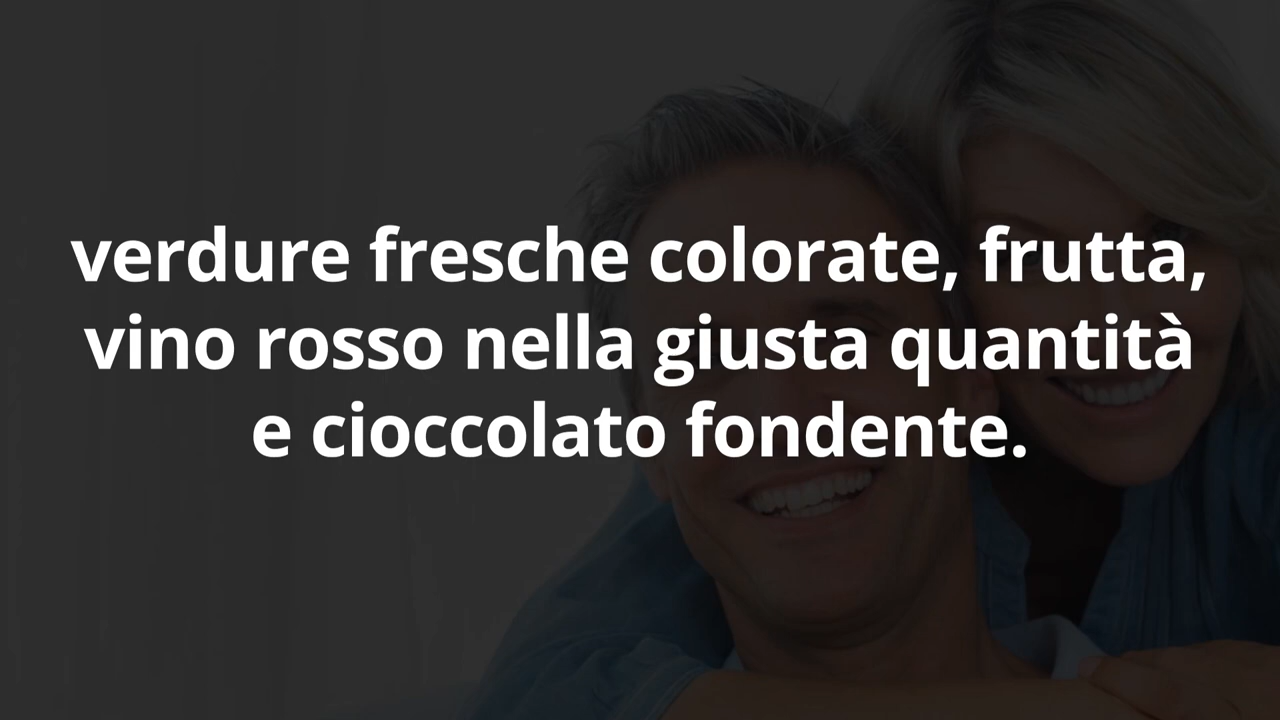 verdure fresche colorate, frutta,
vino rosso nella giusta quantità
e cioccolato fondente.